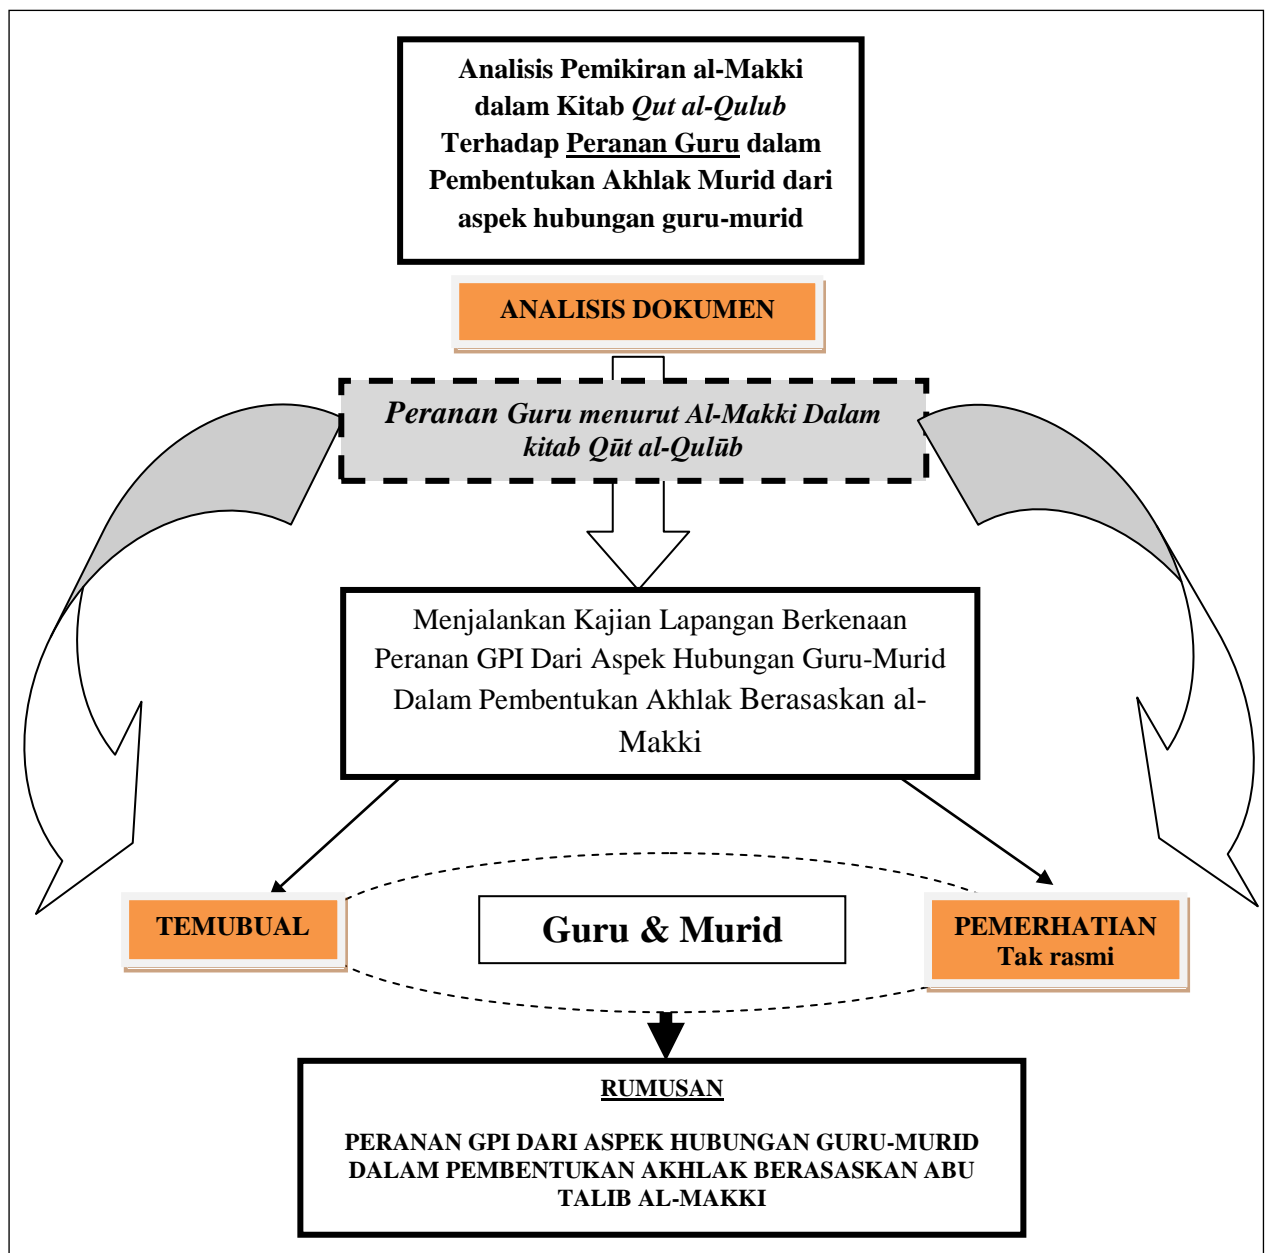 Analisis Pemikiran al-Makki
dalam Kitab Qut al-Qulub
Terhadap Peranan Guru dalam
Pembentukan Akhlak Murid dari
aspek hubungan guru-murid
ANALISIS DOKUMEN
Peranan Guru menurut Al-Makki Dalam
kitab Qūt al-Qulūb
Menjalankan Kajian Lapangan Berkenaan
Peranan GPI Dari Aspek Hubungan Guru-Murid
Dalam Pembentukan Akhlak Berasaskan al-
Makki
TEMUBUAL
Guru & Murid
PEMERHATIAN
Tak rasmi
RUMUSAN
PERANAN GPI DARI ASPEK HUBUNGAN GURU-MURID
DALAM PEMBENTUKAN AKHLAK BERASASKAN ABU
TALIB AL-MAKKI